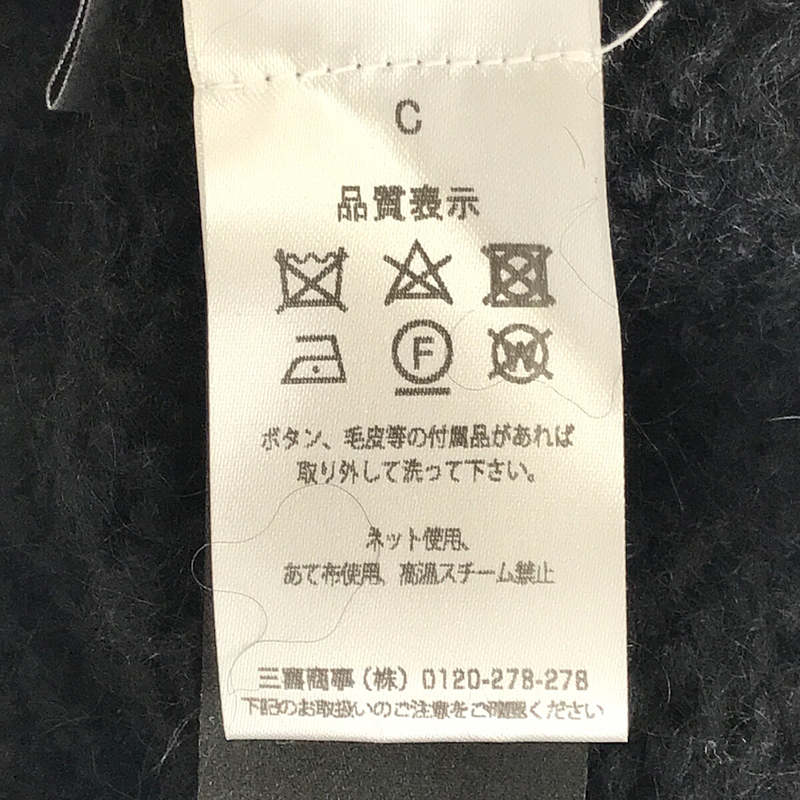 C
品質表示
F
W
ボタン、毛皮等の付属品があれば
取り外して洗って下さい。
ネット使用、
あて布使用、高温スチーム禁止
三喜商事(株) 0120-278-278
下記のお取扱いのご注意をご確認ください